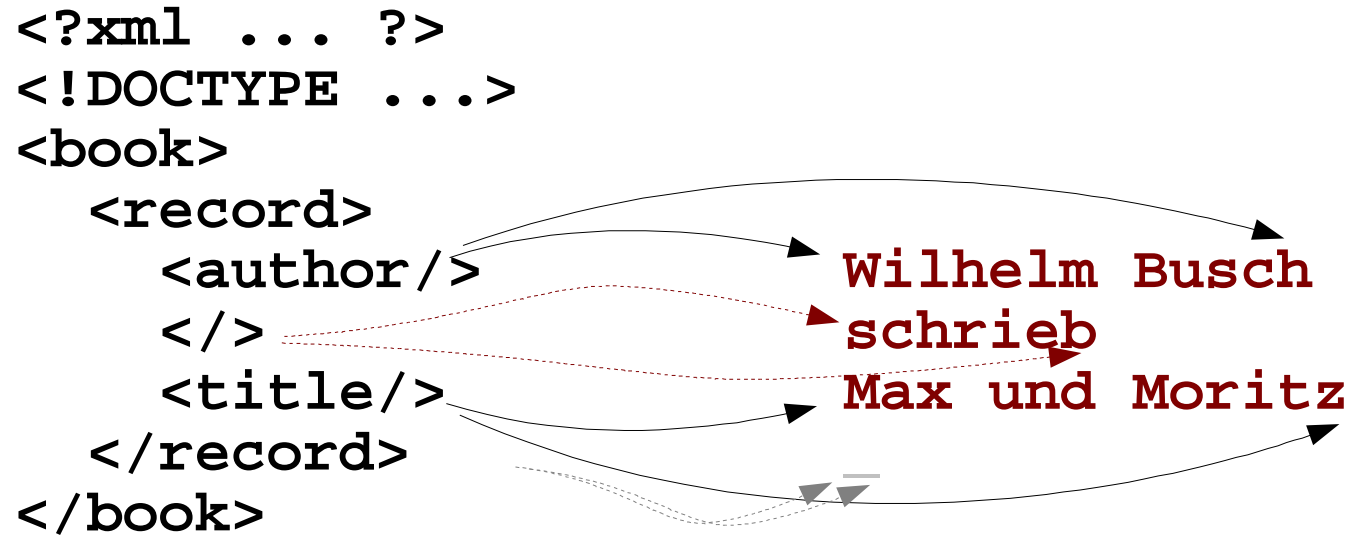 <?xml ... ?>
<!DOCTYPE ...>
<book>
<record>
<author/> Wilhelm Busch
</> schrieb
<title/> Max und Moritz
</record> _
</book>